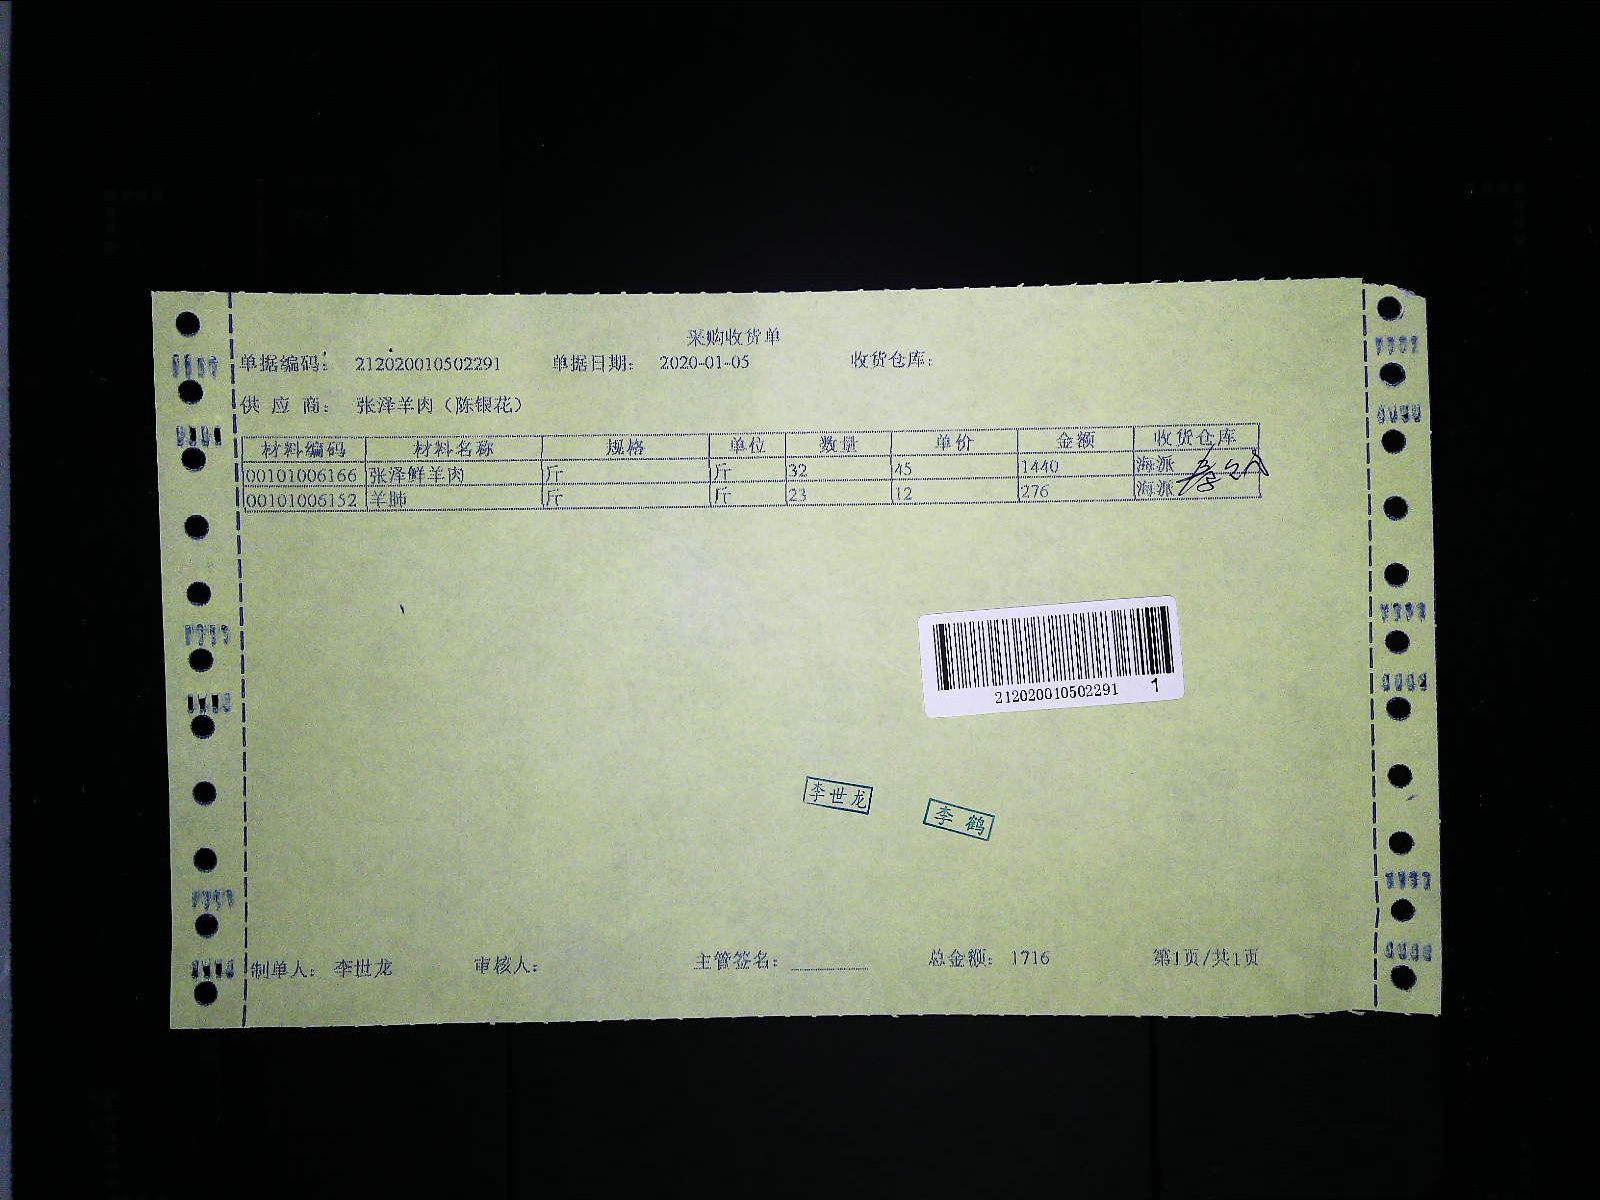 采购收货单
单据编码： 212020010502291 单据日期： 2020-01-05 收货仓库：
供 应 商： 张泽羊肉（陈银花）
材料编码 材料名称 规格 单位 数量 单价 金额 收货仓库
00101006166 张泽鲜羊肉 斤 斤 32 45 1440 海派
00101006152 羊肺 斤 斤 23 12 276 海派
212020010502291 1
李世龙
李 鹤
制单人： 李世龙 审核人： 主管签名： 总金额： 1716 第1页/共1页